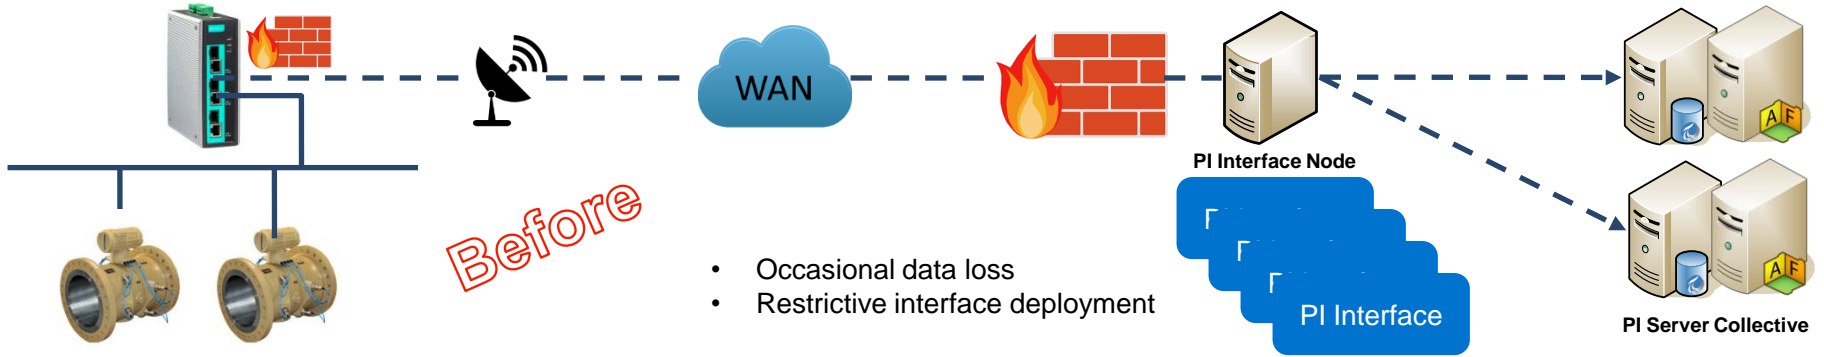 WAN
PI Interface Node
A F
Before
• Occasional data loss
• Restrictive interface deployment
PI Interface
A F
PI Server Collective